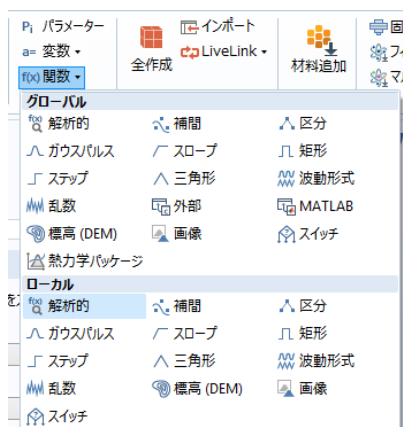 Pi パラメーター
a= 変数
f(x) 関数
全作成
インポート
LiveLink
材料追加
固
フィ
マル
グローバル
f(x) 解析的 補間 区分
ガウスパルス スロープ 矩形
ステップ 三角形 波動形式
乱数 外部 MATLAB
標高 (DEM) 画像 スイッチ
熱力学パッケージ
ローカル
f(x) 解析的 補間 区分
ガウスパルス スロープ 矩形
ステップ 三角形 波動形式
乱数 標高 (DEM) 画像
スイッチ